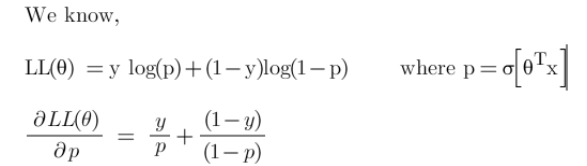 We know,
LL(θ) = y log(p)+(1−y)log(1−p) where p=σ[θᵀx]
∂LL(θ)/∂p = y/p + (1−y)/(1−p)